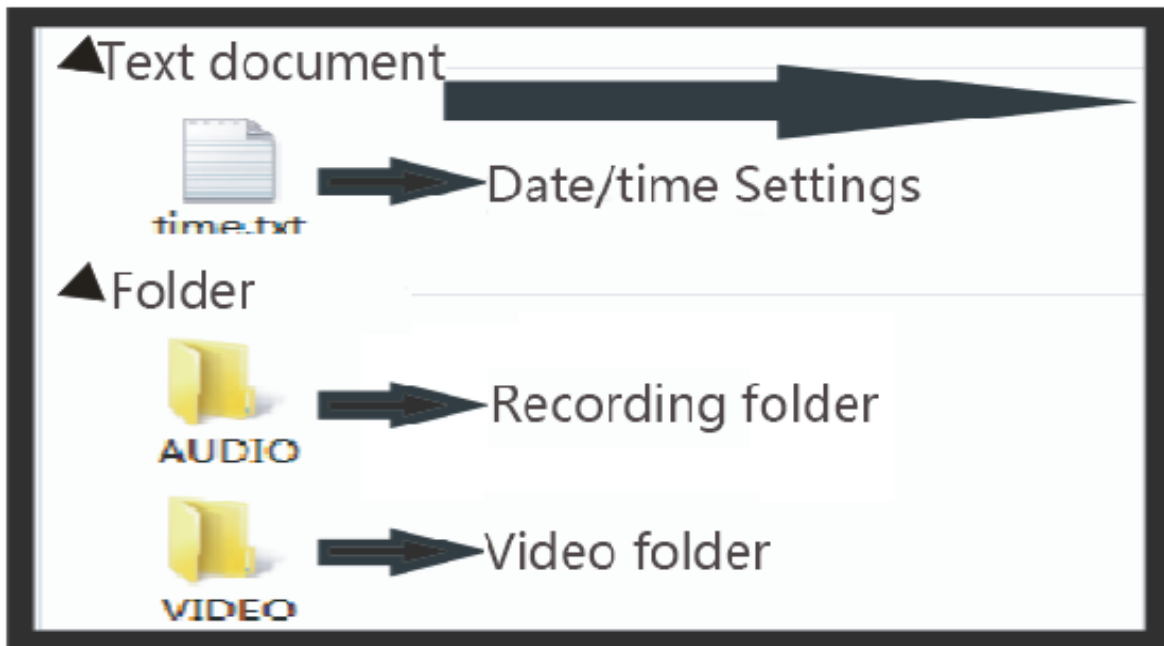 Text document
time.txt
Date/time Settings
Folder
AUDIO
Recording folder
VIDEO
Video folder